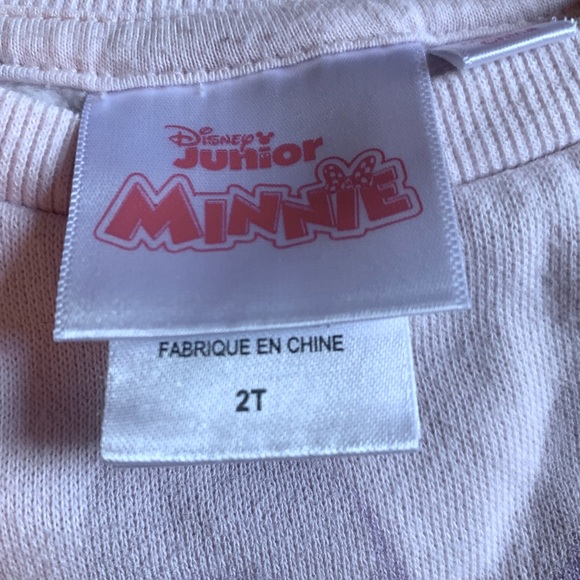 Disney
Junior
MINNIE
FABRIQUE EN CHINE
2T